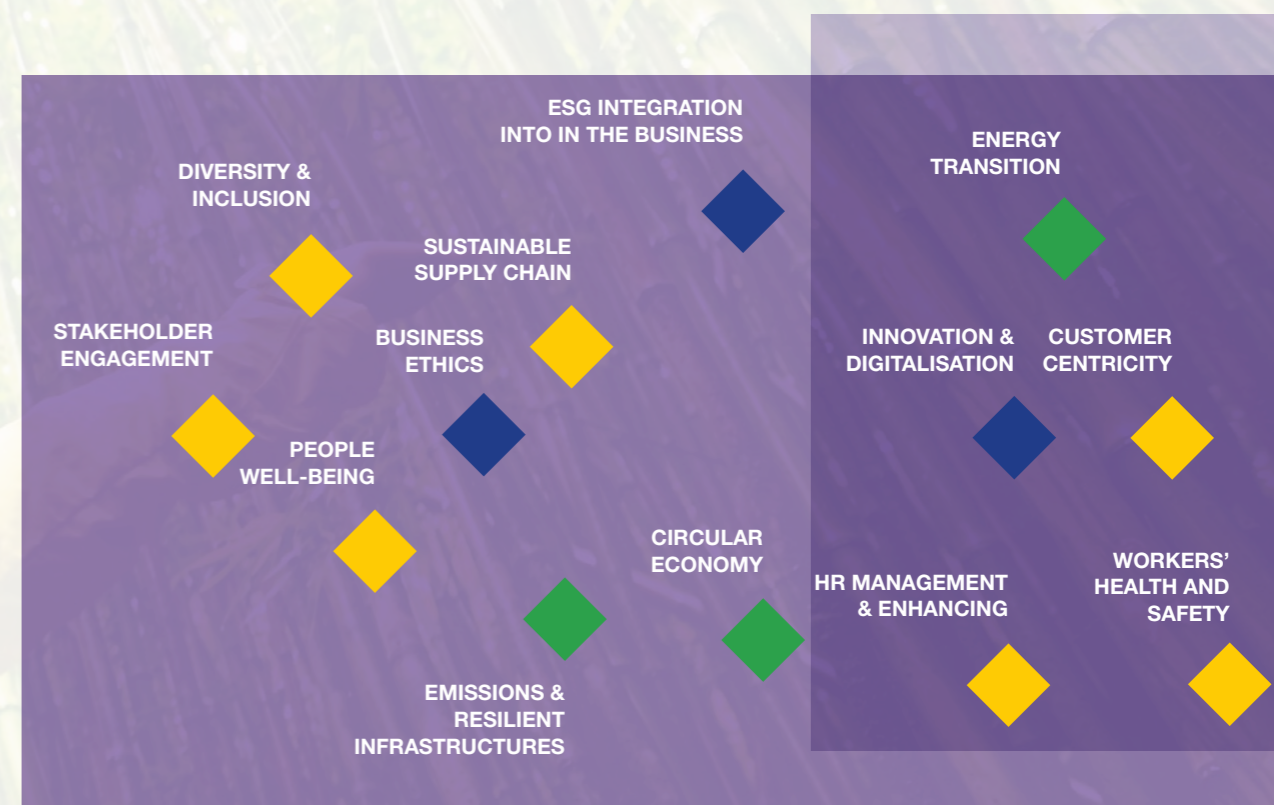 ESG INTEGRATION
INTO IN THE BUSINESS
ENERGY
TRANSITION
DIVERSITY &
INCLUSION
SUSTAINABLE
SUPPLY CHAIN
STAKEHOLDER
ENGAGEMENT
BUSINESS
ETHICS
INNOVATION &
DIGITALISATION
CUSTOMER
CENTRICITY
PEOPLE
WELL-BEING
CIRCULAR
ECONOMY
HR MANAGEMENT
& ENHANCING
WORKERS’
HEALTH AND
SAFETY
EMISSIONS &
RESILIENT
INFRASTRUCTURES